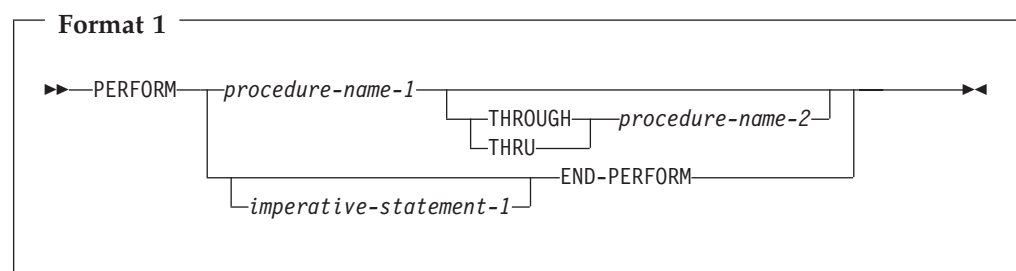 Format 1
PERFORM procedure-name-1
THROUGH procedure-name-2
THRU
END-PERFORM
imperative-statement-1